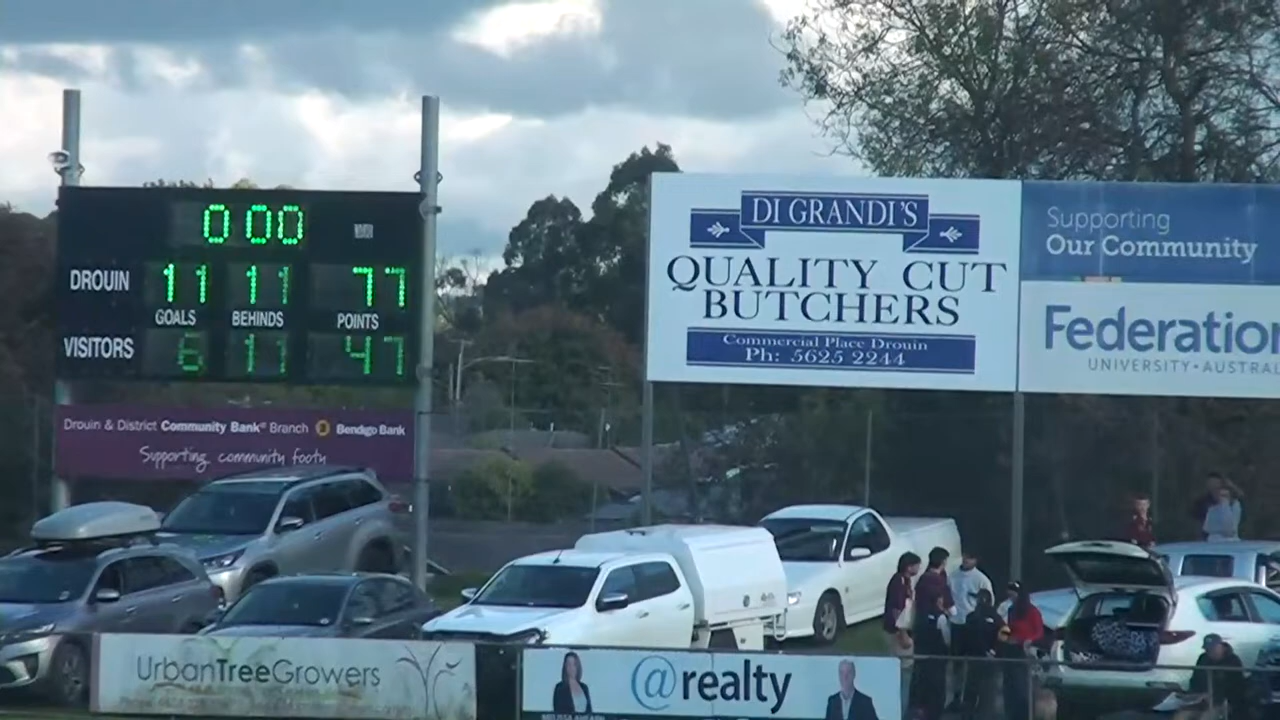 0 00
DROUIN 11 11 77
GOALS BEHINDS POINTS
VISITORS 6 11 47
Drouin & District Community Bank® Branch Bendigo Bank
Supporting community footy
DI GRANDI'S
QUALITY CUT
BUTCHERS
Commercial Place Drouin
Ph: 5625 2244
Supporting
Our Community
Federation
UNIVERSITY•AUSTRAL
UrbanTreeGrowers
@realty